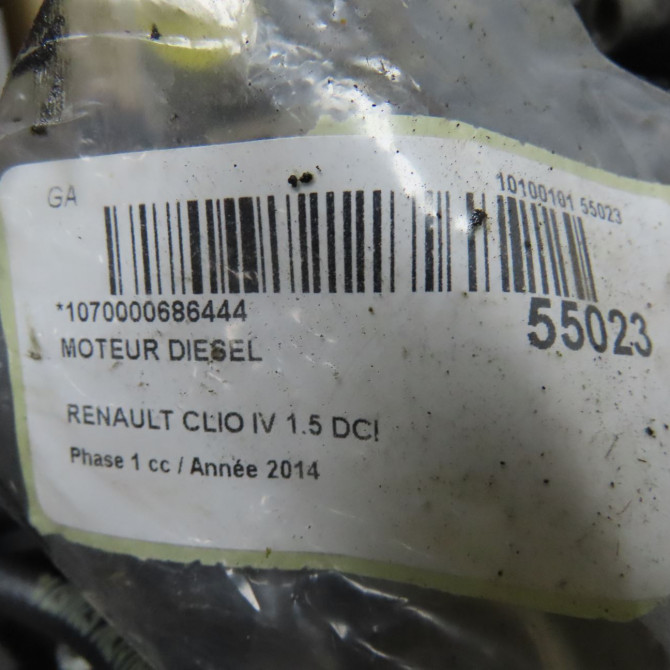 GA
10100101 55023
*1070000686444
55023
MOTEUR DIESEL
RENAULT CLIO IV 1.5 DCI
Phase 1 cc / Année 2014